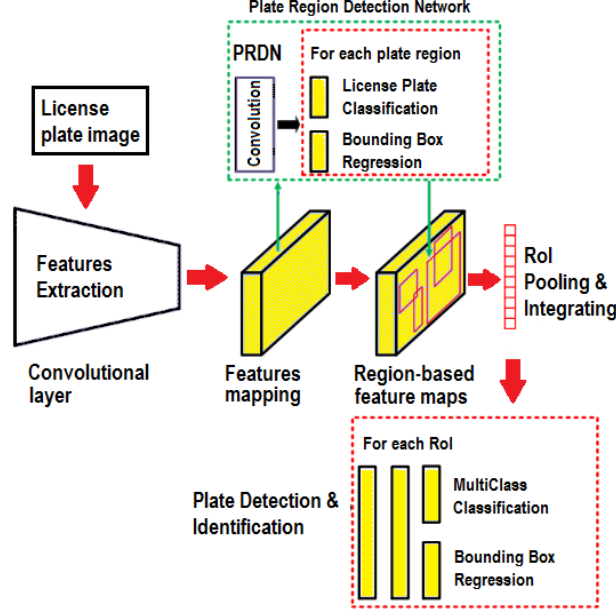 Plate Region Detection Network
PRDN
For each plate region
License Plate
Classification
Convolution
Bounding Box
Regression
License
plate image
Features
Extraction
RoI
Pooling &
Integrating
Convolutional
layer
Features
mapping
Region-based
feature maps
For each RoI
Plate Detection &
Identification
MultiClass
Classification
Bounding Box
Regression